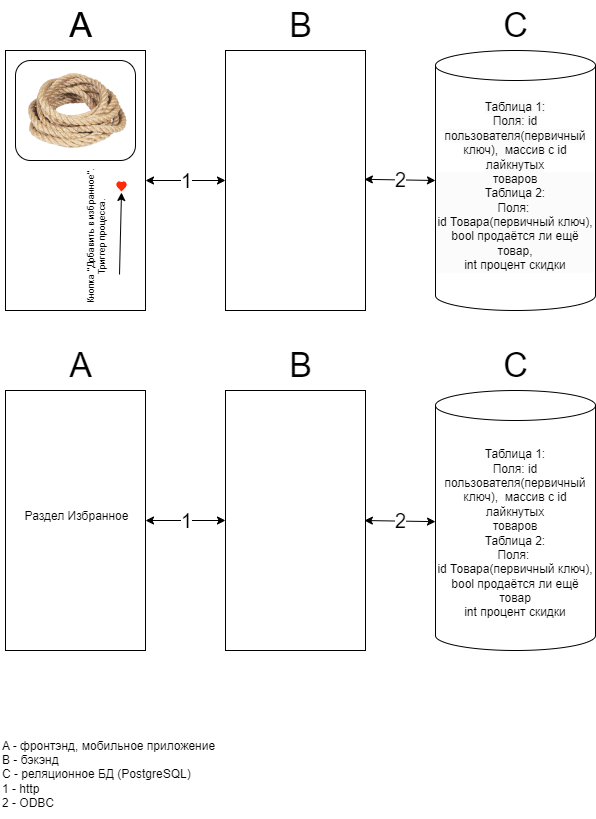 A
B
C
Кнопка "Добавить в избранное".
Триггер процесса.
1
2
Таблица 1:
Поля: id
пользователя(первичный
ключ), массив с id
лайкнутых
товаров
Таблица 2:
Поля:
id Товара(первичный ключ),
bool продаётся ли ещё
товар,
int процент скидки
A
B
C
Раздел Избранное
1
2
Таблица 1:
Поля: id
пользователя(первичный
ключ), массив с id
лайкнутых
товаров
Таблица 2:
Поля:
id Товара(первичный ключ),
bool продаётся ли ещё
товар
int процент скидки
A - фронтэнд, мобильное приложение
B - бэкэнд
C - реляционное БД (PostgreSQL)
1 - http
2 - ODBC